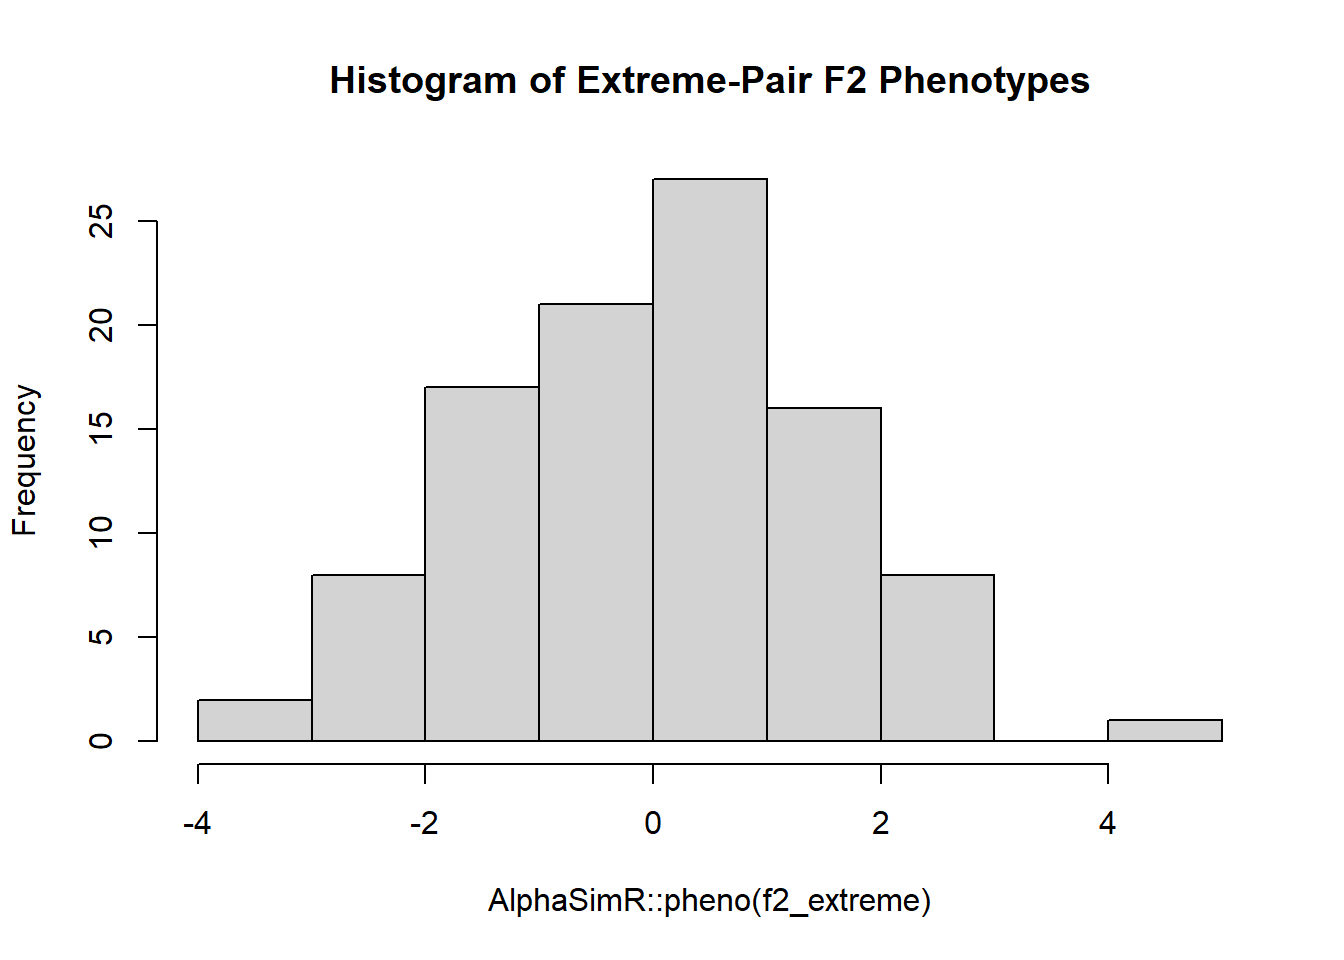 Histogram of Extreme-Pair F2 Phenotypes
Frequency
25
20
15
10
5
0
-4 -2 0 2 4
AlphaSimR::pheno(f2_extreme)